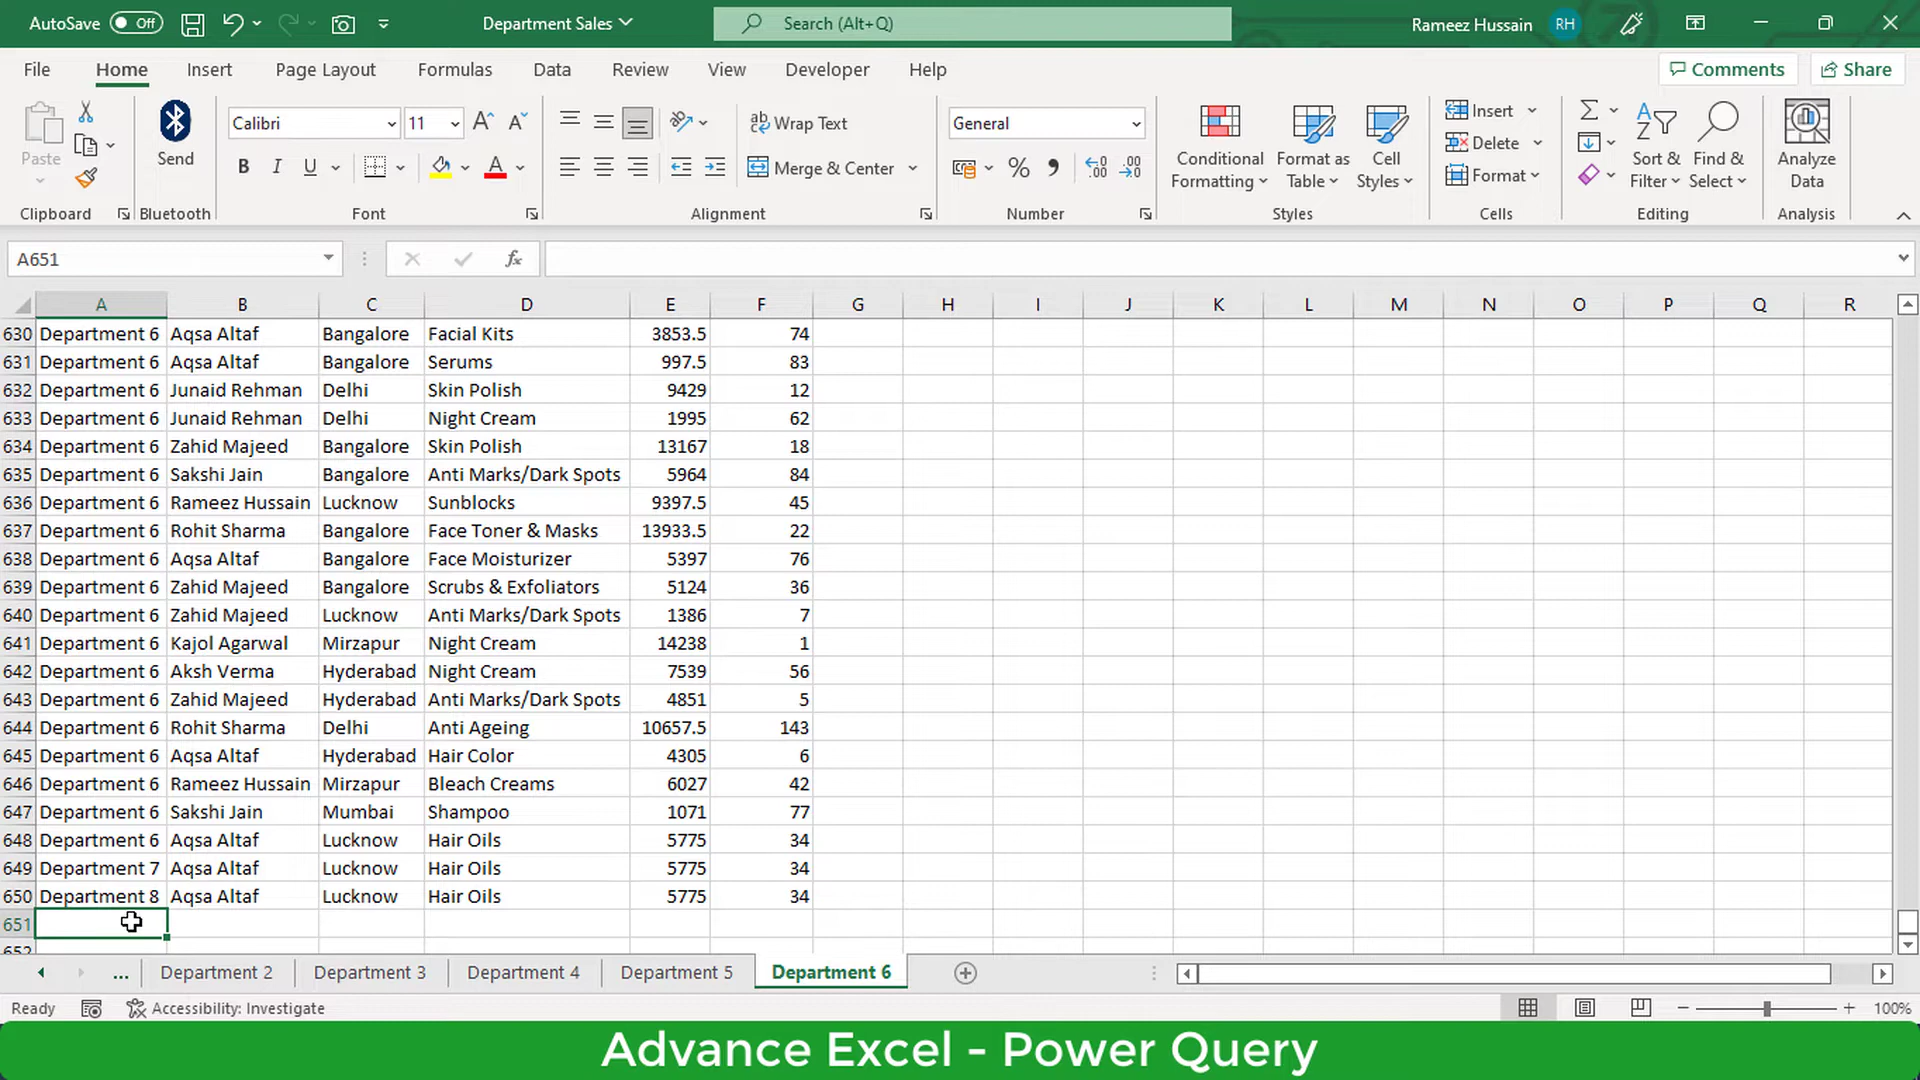 AutoSave Off Department Sales Search (Alt+Q) Rameez Hussain RH
File Home Insert Page Layout Formulas Data Review View Developer Help Comments Share
Paste Send Calibri 11 Wrap Text General Conditional Formatting Format as Table Cell Styles Insert Sort & Filter Find & Select Analyze Data
B I U A Merge & Center % Delete
Format
Clipboard Bluetooth Font Alignment Number Styles Cells Editing Analysis
A651 fx
A B C D E F G H I J K L M N O P Q R
630 Department 6 Aqsa Altaf Bangalore Facial Kits 3853.5 74
631 Department 6 Aqsa Altaf Bangalore Serums 997.5 83
632 Department 6 Junaid Rehman Delhi Skin Polish 9429 12
633 Department 6 Junaid Rehman Delhi Night Cream 1995 62
634 Department 6 Zahid Majeed Bangalore Skin Polish 13167 18
635 Department 6 Sakshi Jain Bangalore Anti Marks/Dark Spots 5964 84
636 Department 6 Rameez Hussain Lucknow Sunblocks 9397.5 45
637 Department 6 Rohit Sharma Bangalore Face Toner & Masks 13933.5 22
638 Department 6 Aqsa Altaf Bangalore Face Moisturizer 5397 76
639 Department 6 Zahid Majeed Bangalore Scrubs & Exfoliators 5124 36
640 Department 6 Zahid Majeed Lucknow Anti Marks/Dark Spots 1386 7
641 Department 6 Kajol Agarwal Mirzapur Night Cream 14238 1
642 Department 6 Aksh Verma Hyderabad Night Cream 7539 56
643 Department 6 Zahid Majeed Hyderabad Anti Marks/Dark Spots 4851 5
644 Department 6 Rohit Sharma Delhi Anti Ageing 10657.5 143
645 Department 6 Aqsa Altaf Hyderabad Hair Color 4305 6
646 Department 6 Rameez Hussain Mirzapur Bleach Creams 6027 42
647 Department 6 Sakshi Jain Mumbai Shampoo 1071 77
648 Department 6 Aqsa Altaf Lucknow Hair Oils 5775 34
649 Department 7 Aqsa Altaf Lucknow Hair Oils 5775 34
650 Department 8 Aqsa Altaf Lucknow Hair Oils 5775 34
651
652
... Department 2 Department 3 Department 4 Department 5 Department 6
Ready Accessibility: Investigate 100%
Advance Excel - Power Query